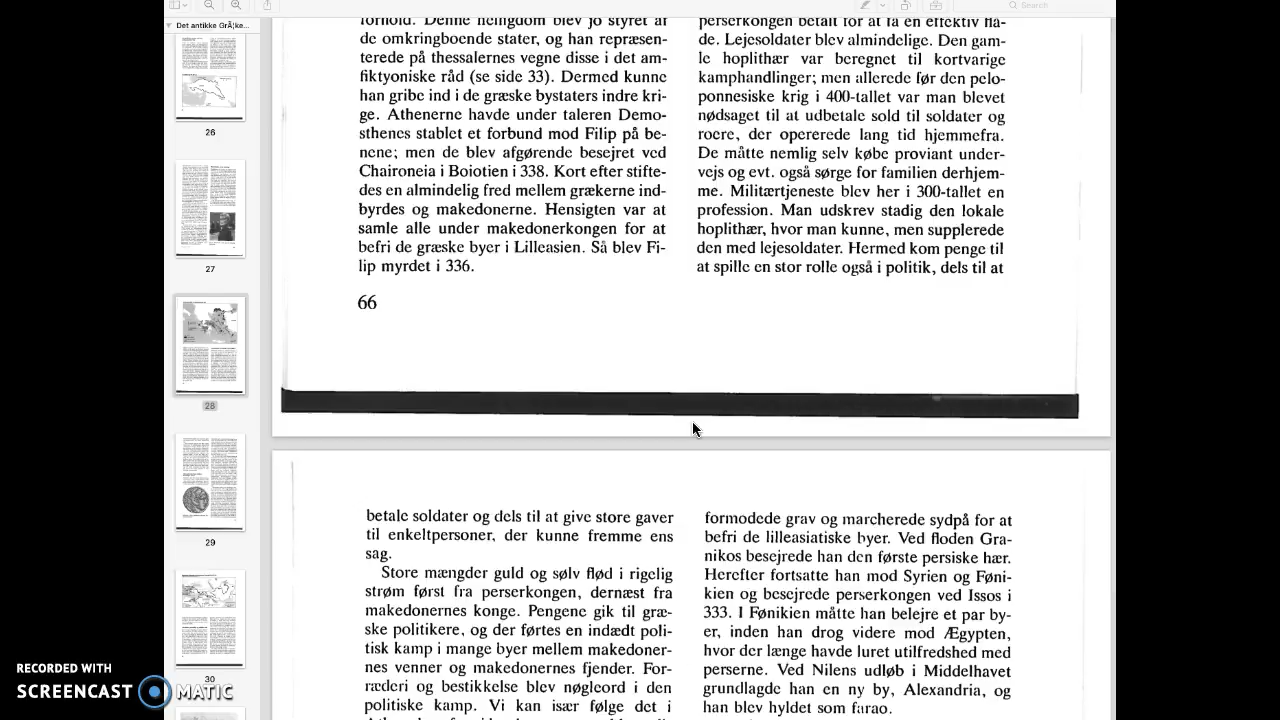 Search
Det antikke GrÃ¦ke...
26
27
28
29
30
forhold. Denne heingdom blev jo styret af
de omkringboende stater, og han repræsen-
terede på thessalernes vegne disse i det am-
fiktyoniske råd (se side 33). Dermed kunne
han gribe ind i de græske bystaters indre kri-
ge. Athenerne havde under taleren Demo-
sthenes stablet et forbund mod Filip på be-
nene; men de blev afgørende besejret ved
Chaironeia i Boiotien i 338. Kort efter stifte-
des en almindelig fred mellem grækerne ind-
byrdes og makedonerne. Hensigten var at
samle alle under makedonerkongen for at
befri de græske byer i Lilleasien. Så blev Fi-
lip myrdet i 336.
66
perserkongen betalt for at få en effektiv flå-
de. Lejesoldater blev almindelige. Den gam-
le hoplithær var beregnet til kortvarige
kamphandlinger; men allerede før den pelo-
ponnesiske krig i 400-tallet var man blevet
nødsaget til at udbetale sold til soldater og
roere, der opererede lang tid hjemmefra.
De måtte nemlig selv købe proviant under-
vejs og evt. også sørge for familien derhjem-
me. Militærtjeneste blev her i 300-tallet en
profession. Man udskrev stadig den lokale
hoplithær, hvor man kunne, men supplerede
den med lejesoldater. Hermed kom penge til
at spille en stor rolle også i politik, dels til at
betale soldater og dels til at give store gaver
til enkeltpersoner, der kunne fremme ens
sag.
Store mængder guld og sølv flød i rigelig
strøm først fra perserkongen, dernæst fra
makedonernes konge. Pengene gik til græ-
ske politikere og er føden til indædt poli-
tisk kamp i mange byer mellem makedoner-
nes venner og makedonernes fjender. For-
ræderi og bestikkelse blev nøgleord i den
politiske kamp. Vi kan især følge det i
formodede grav og marcherede sydpå for at
befri de lilleasiatiske byer. Ved floden Gra-
nikos besejrede han den første persiske hær.
Herefter fortsatte han mod Syrien og Føni-
kien og besejrede perserkongen ved Issos i
333. I Fønikien måtte han belejre et par by-
er, inden han drog videre mod Ægypten,
hvor der længe havde luret utilfredshed med
perserne. Ved Nilens udløb i Middelhavet
grundlagde han en ny by, Alexandria, og
han blev hyldet som farao.
RECORDED WITH
SCREENCAST MATIC